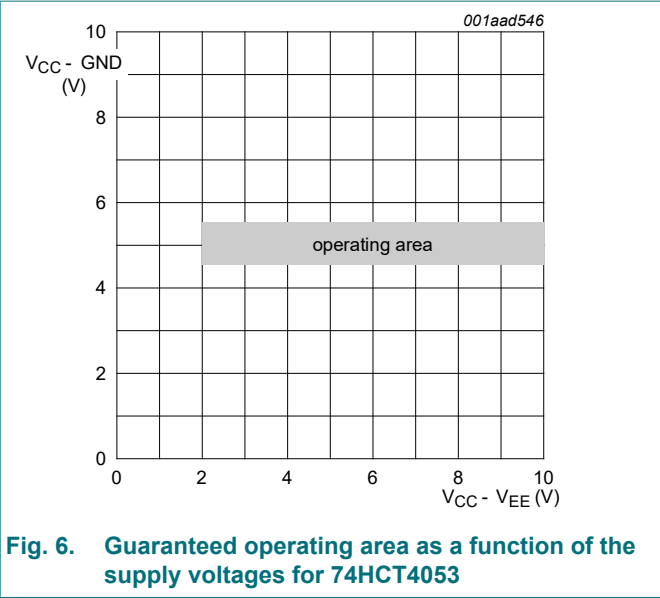 001aad546
10
VCC - GND
(V)
8
6
operating area
4
2
0
0 2 4 6 8 10
VCC - VEE (V)
Fig. 6. Guaranteed operating area as a function of the
supply voltages for 74HCT4053